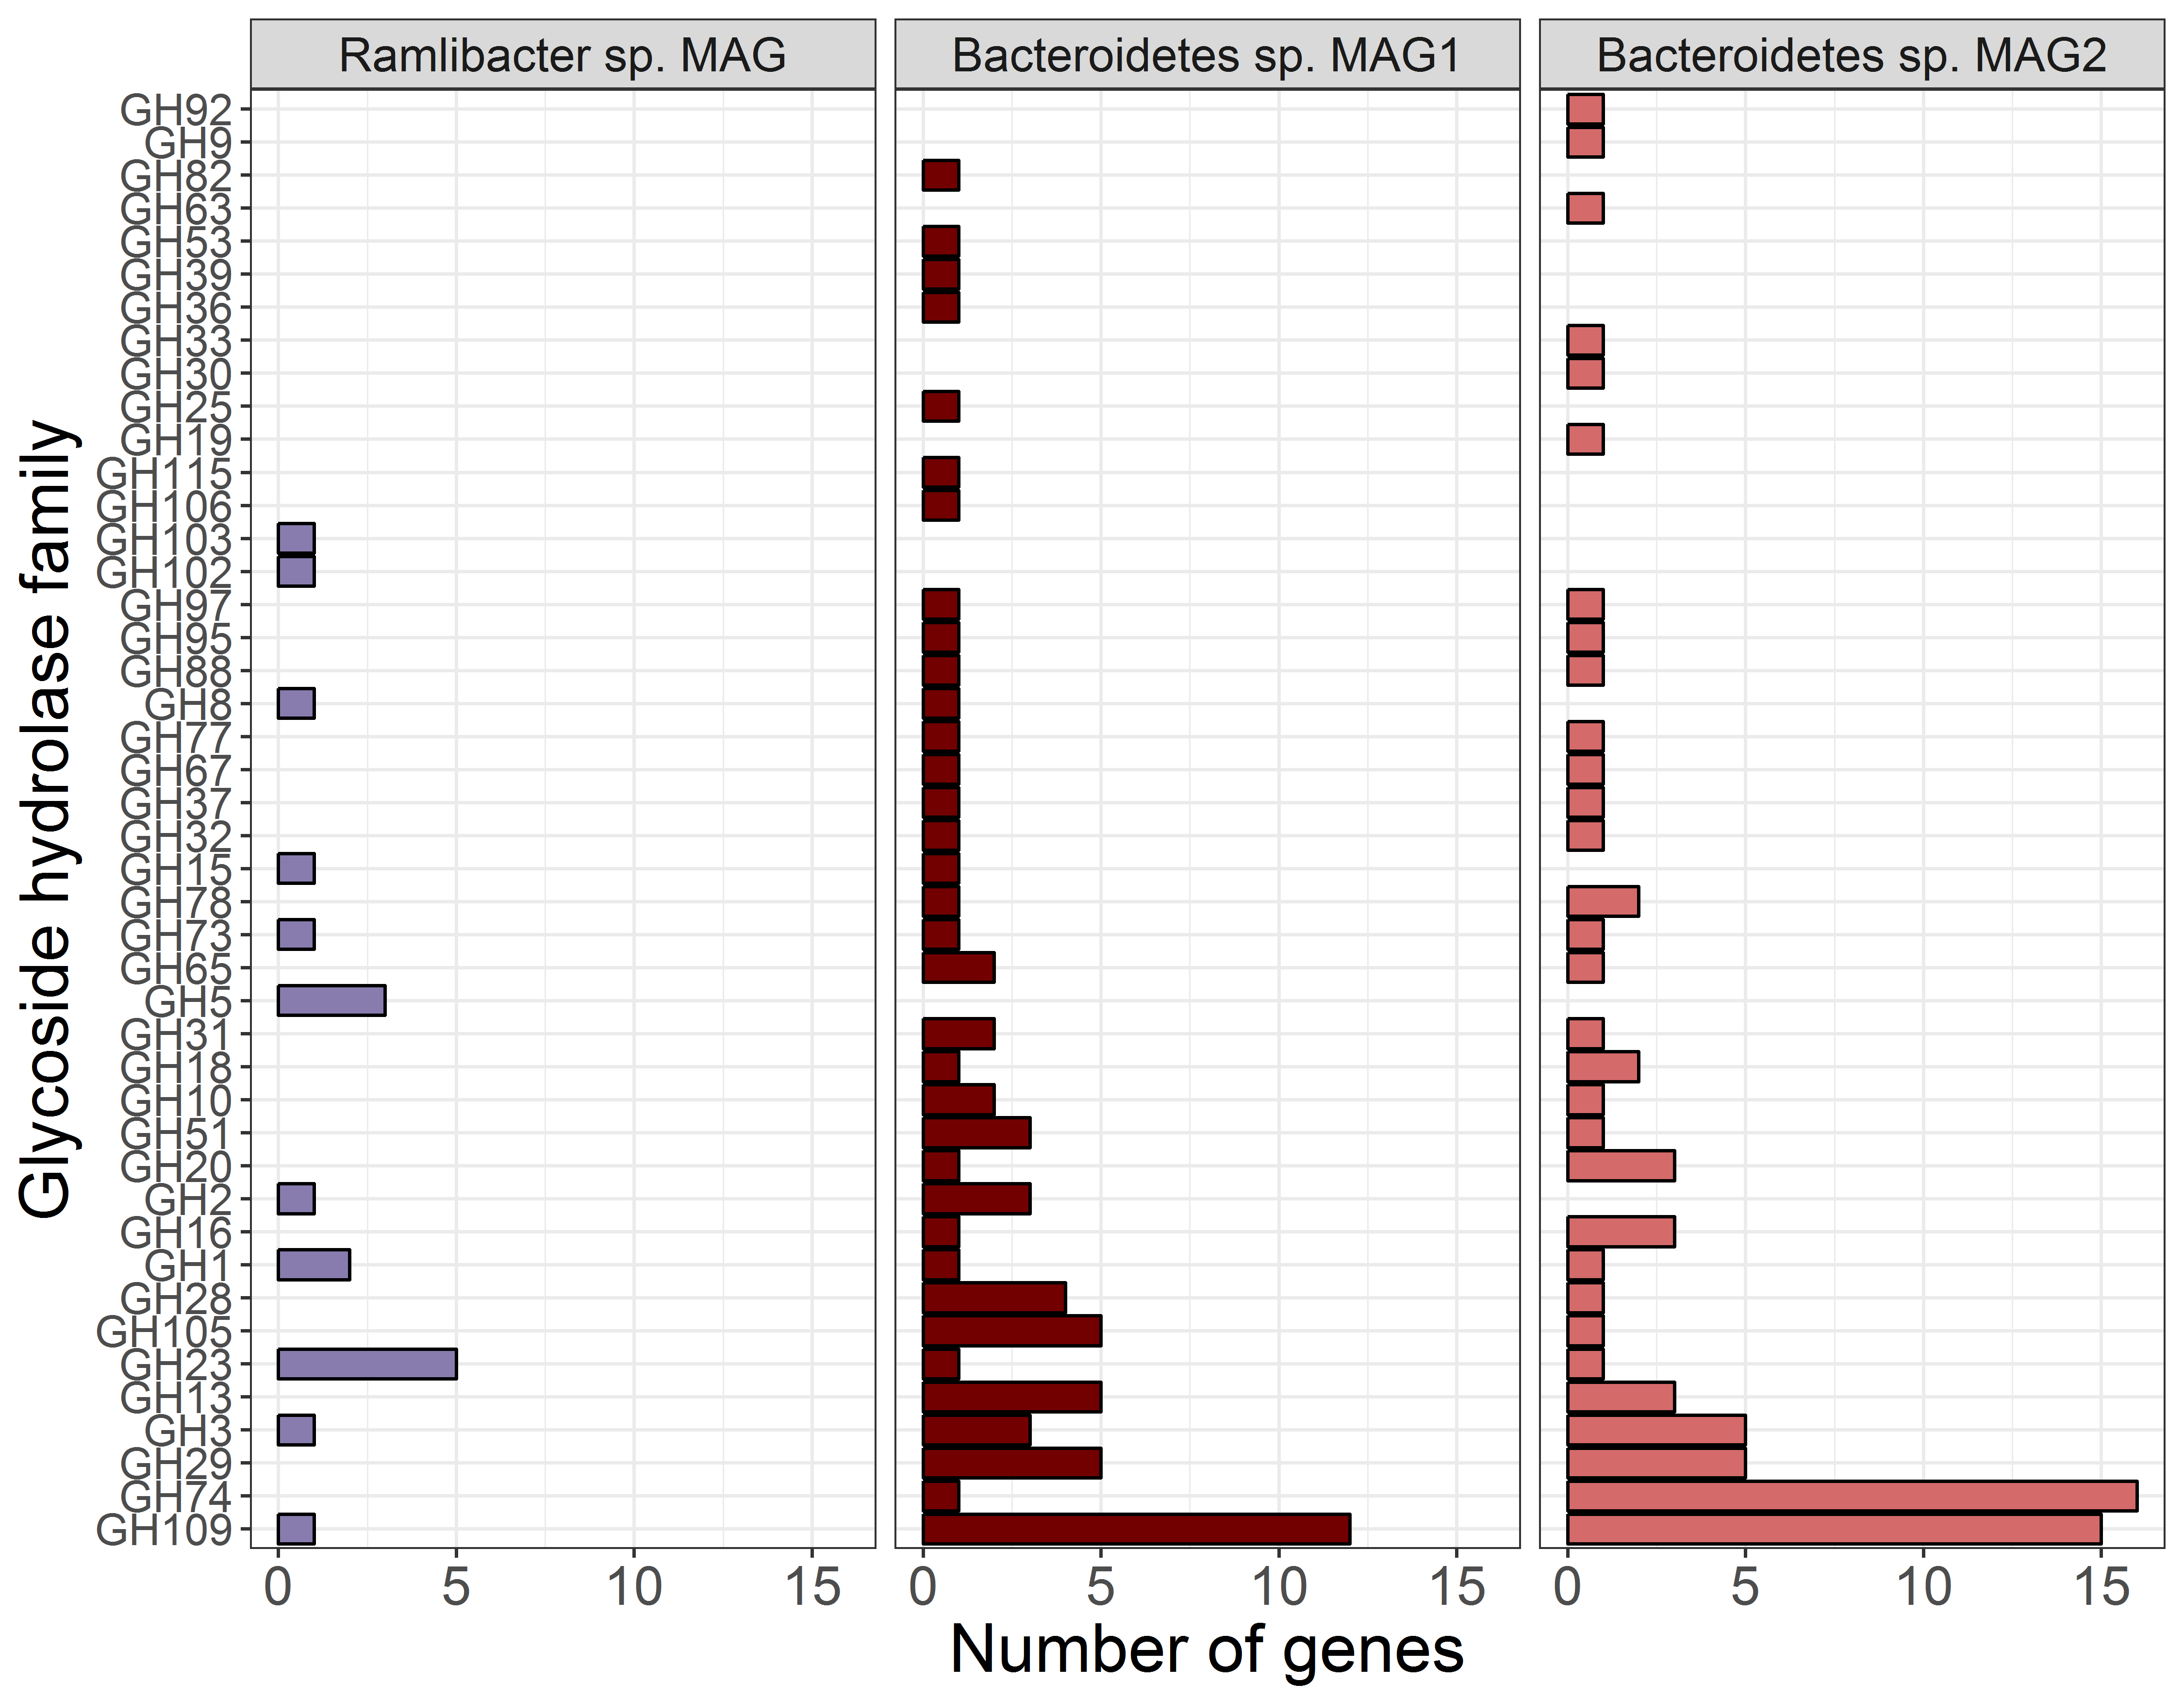 Ramlibacter sp. MAG
Bacteroidetes sp. MAG1
Bacteroidetes sp. MAG2
Glycoside hydrolase family
GH92
GH9
GH82
GH63
GH53
GH39
GH36
GH33
GH30
GH25
GH19
GH115
GH106
GH103
GH102
GH97
GH95
GH88
GH8
GH77
GH67
GH37
GH32
GH15
GH78
GH73
GH65
GH5
GH31
GH18
GH10
GH51
GH20
GH2
GH16
GH1
GH28
GH105
GH23
GH13
GH3
GH29
GH74
GH109
0 5 10 15
0 5 10 15
0 5 10 15
Number of genes